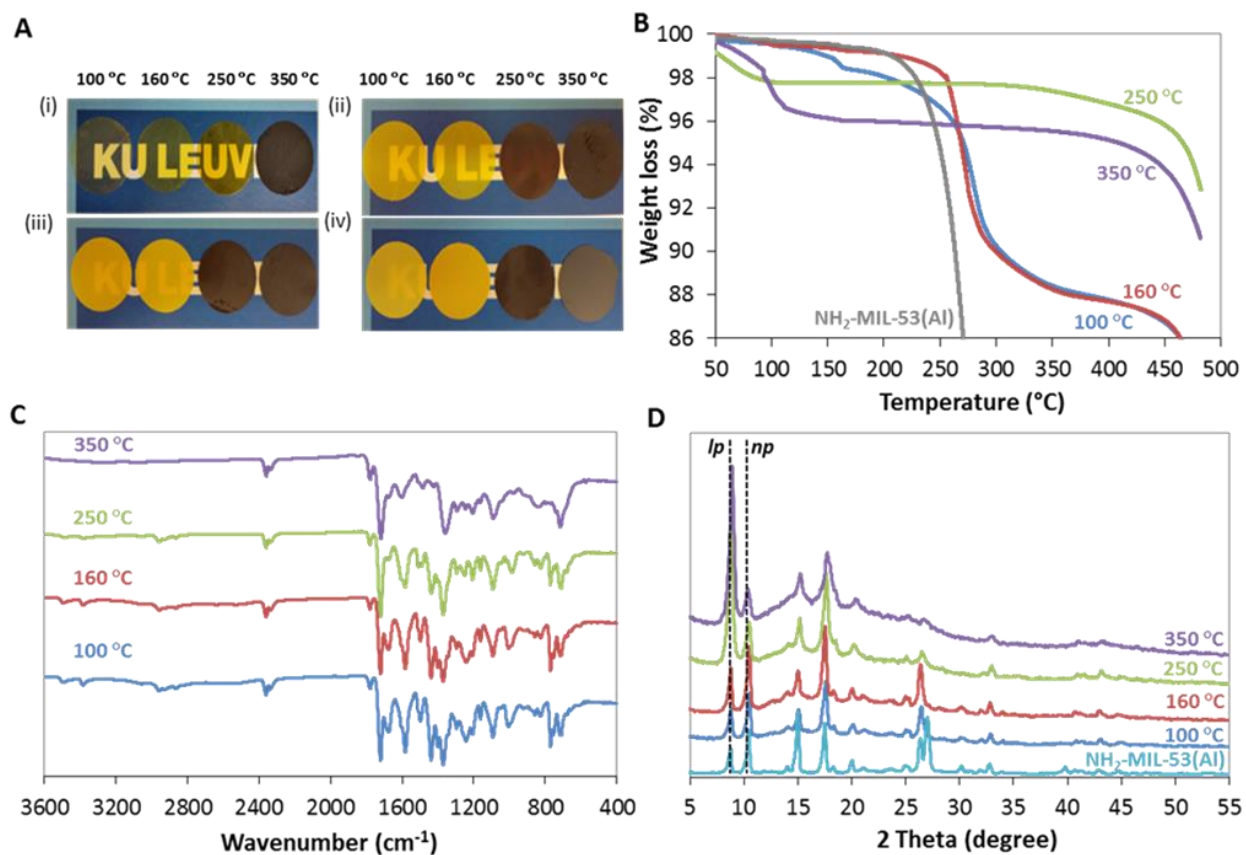 A
100 °C 160 °C 250 °C 350 °C 100 °C 160 °C 250 °C 350 °C
(i) (ii)
KU LEUV KU LE
(iii) (iv)
KU LE KU
B
100
98
96
94
92
90
88
86
Weight loss (%)
250 °C
350 °C
160 °C
100 °C
NH₂-MIL-53(Al)
50 100 150 200 250 300 350 400 450 500
Temperature (°C)
C
350 °C
250 °C
160 °C
100 °C
3600 2800 2000 1600 1200 800 400
Wavenumber (cm⁻¹)
D
lp np
350 °C
250 °C
160 °C
100 °C
NH₂-MIL-53(Al)
5 10 15 20 25 30 35 40 45 50 55
2 Theta (degree)